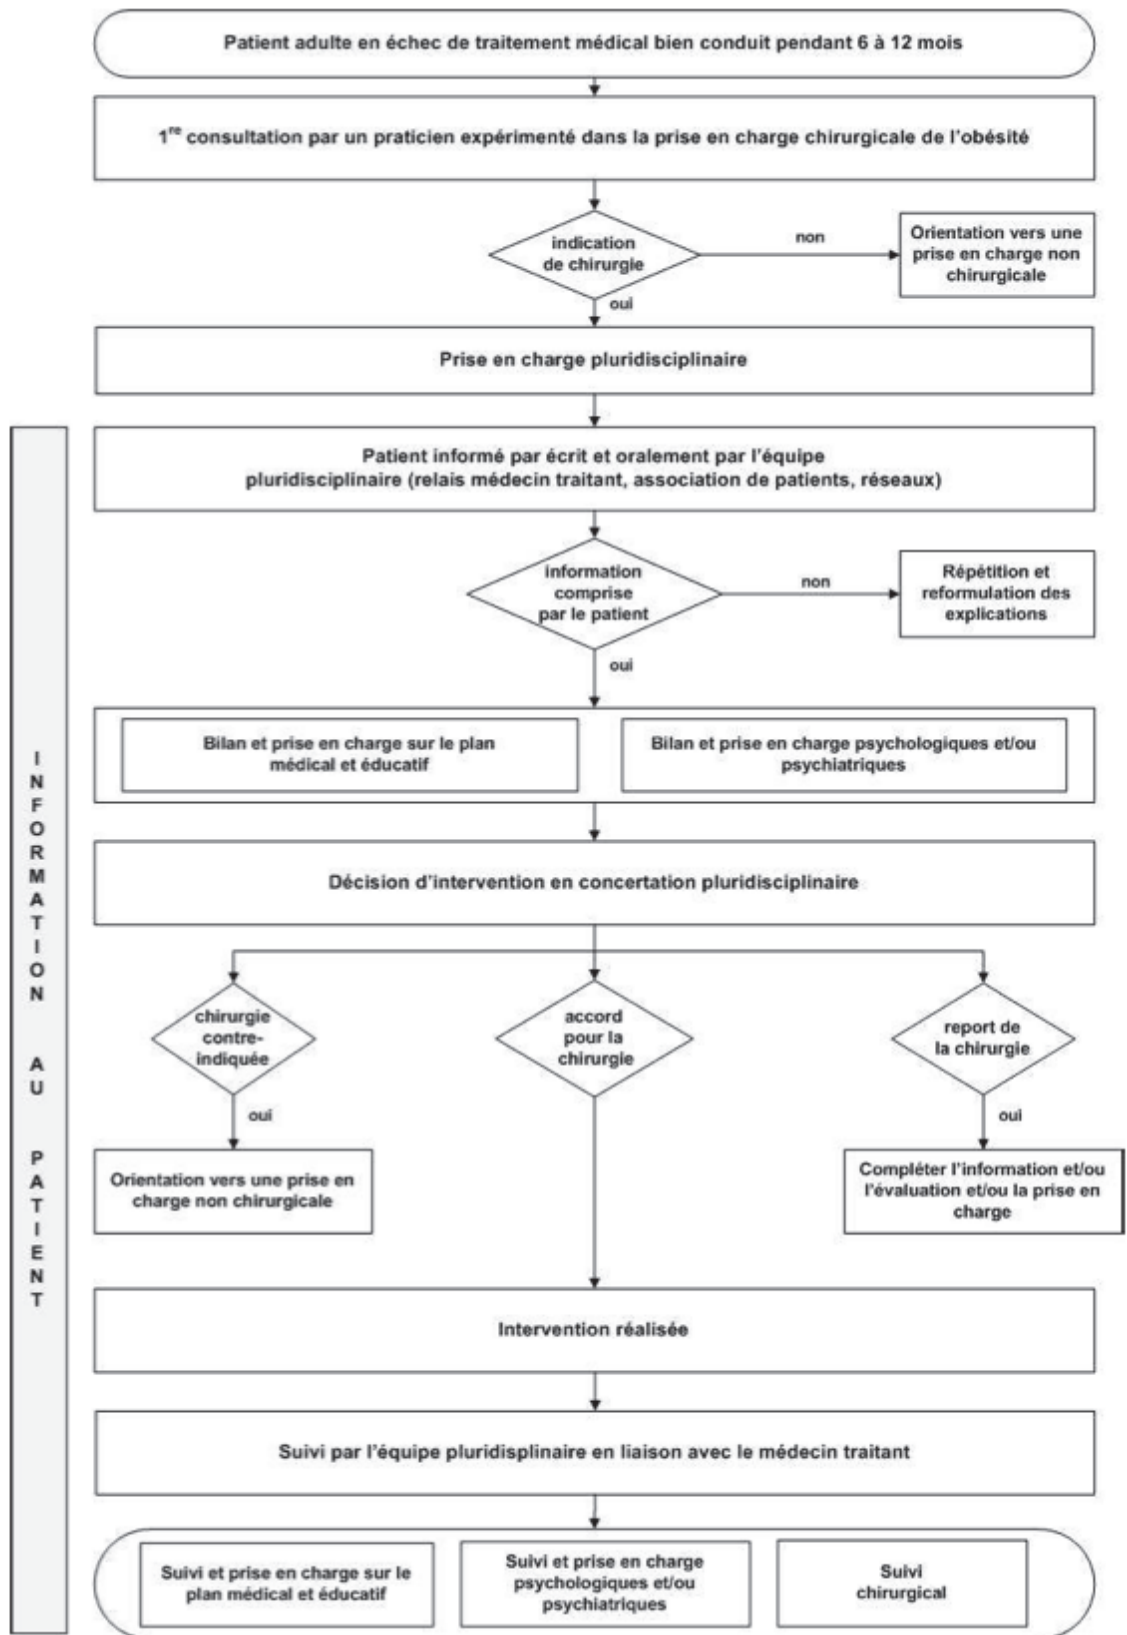 Patient adulte en échec de traitement médical bien conduit pendant 6 à 12 mois
1re consultation par un praticien expérimenté dans la prise en charge chirurgicale de l'obésité
indication
de chirurgie
non
Orientation vers une
prise en charge non
chirurgicale
oui
Prise en charge pluridisciplinaire
Patient informé par écrit et oralement par l'équipe
pluridisciplinaire (relais médecin traitant, association de patients, réseaux)
information
comprise
par le patient
non
Répétition et
reformulation des
explications
oui
Bilan et prise en charge sur le plan
médical et éducatif
Bilan et prise en charge psychologiques et/ou
psychiatriques
Décision d'intervention en concertation pluridisciplinaire
chirurgie
contre-
indiquée
accord
pour la
chirurgie
report de
la chirurgie
oui
oui
Orientation vers une prise en
charge non chirurgicale
Compléter l'information et/ou
l'évaluation et/ou la prise en
charge
Intervention réalisée
Suivi par l'équipe pluridisplinaire en liaison avec le médecin traitant
Suivi et prise en charge sur le
plan médical et éducatif
Suivi et prise en charge
psychologiques et/ou
psychiatriques
Suivi
chirurgical
INFORMATION AU PATIENT